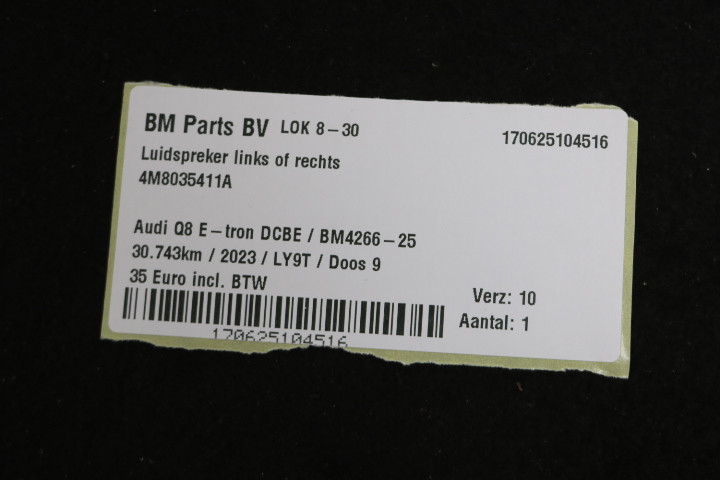 BM Parts BV LOK 8-30
170625104516
Luidspreker links of rechts
4M8035411A
Audi Q8 E-tron DCBE / BM4266-25
30.743km / 2023 / LY9T / Doos 9
35 Euro incl. BTW
Verz: 10
Aantal: 1
170625104516